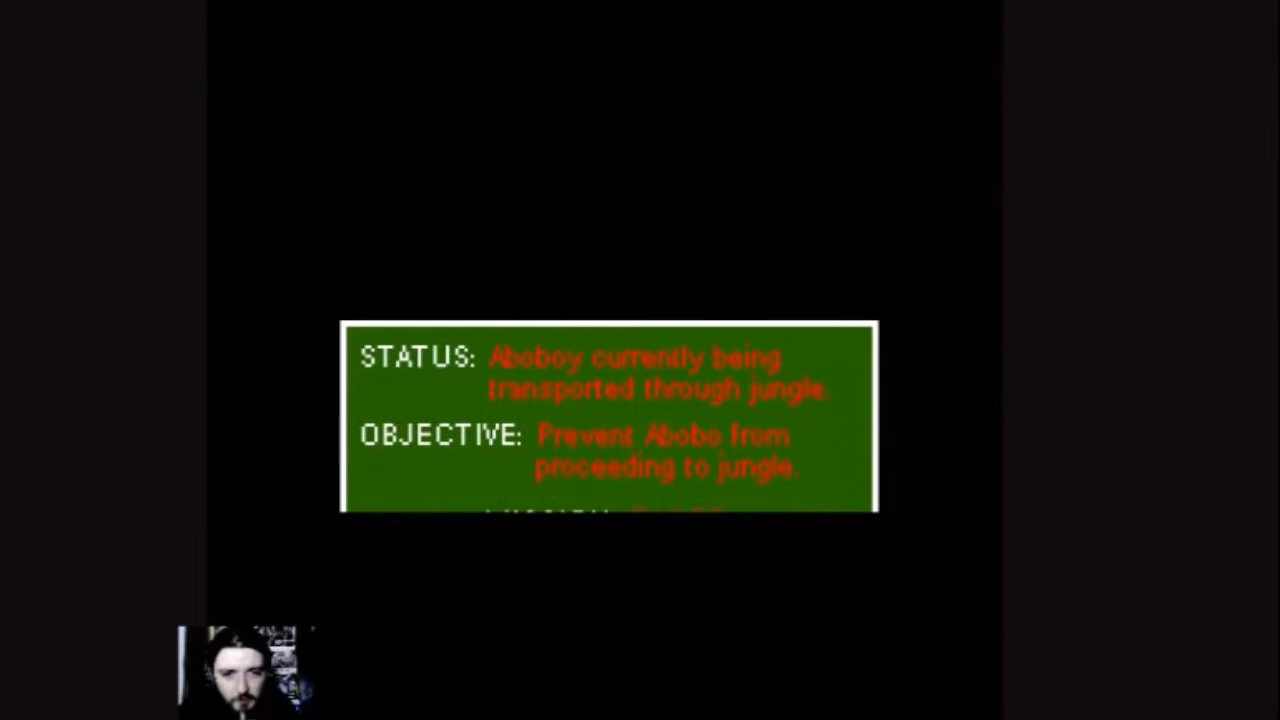 STATUS: Aboboy currently being
transported through jungle.
OBJECTIVE: Prevent Abobo from
proceeding to jungle.